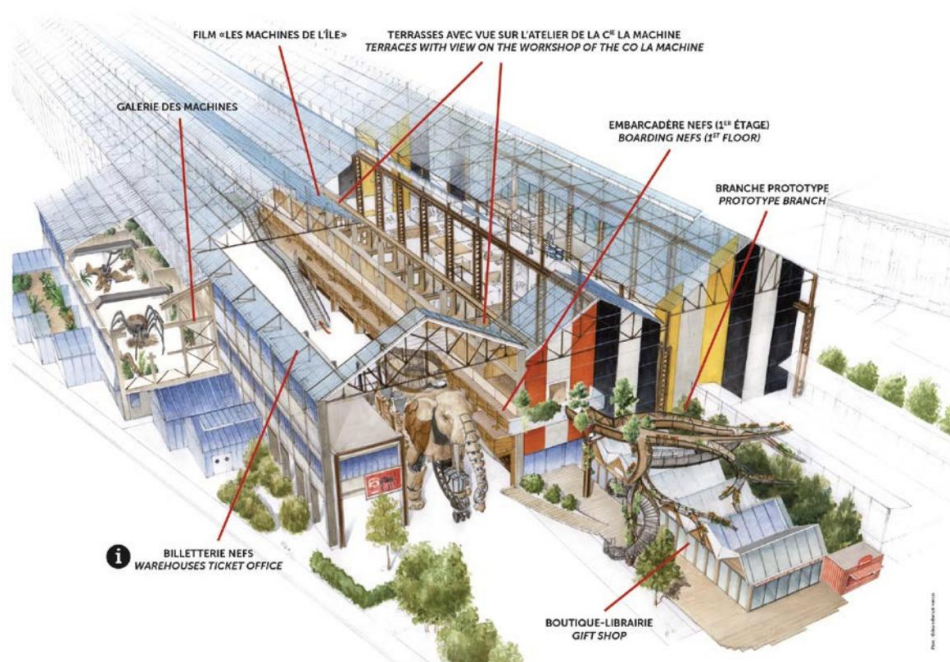 FILM «LES MACHINES DE L'ÎLE»
TERRASSES AVEC VUE SUR L'ATELIER DE LA Cᴵᴱ LA MACHINE
TERRACES WITH VIEW ON THE WORKSHOP OF THE CO LA MACHINE
GALERIE DES MACHINES
EMBARCADÈRE NEFS (1ᴱᴿ ÉTAGE)
BOARDING NEFS (1ˢᵀ FLOOR)
BRANCHE PROTOTYPE
PROTOTYPE BRANCH
i
BILLETTERIE NEFS
WAREHOUSES TICKET OFFICE
BOUTIQUE-LIBRAIRIE
GIFT SHOP